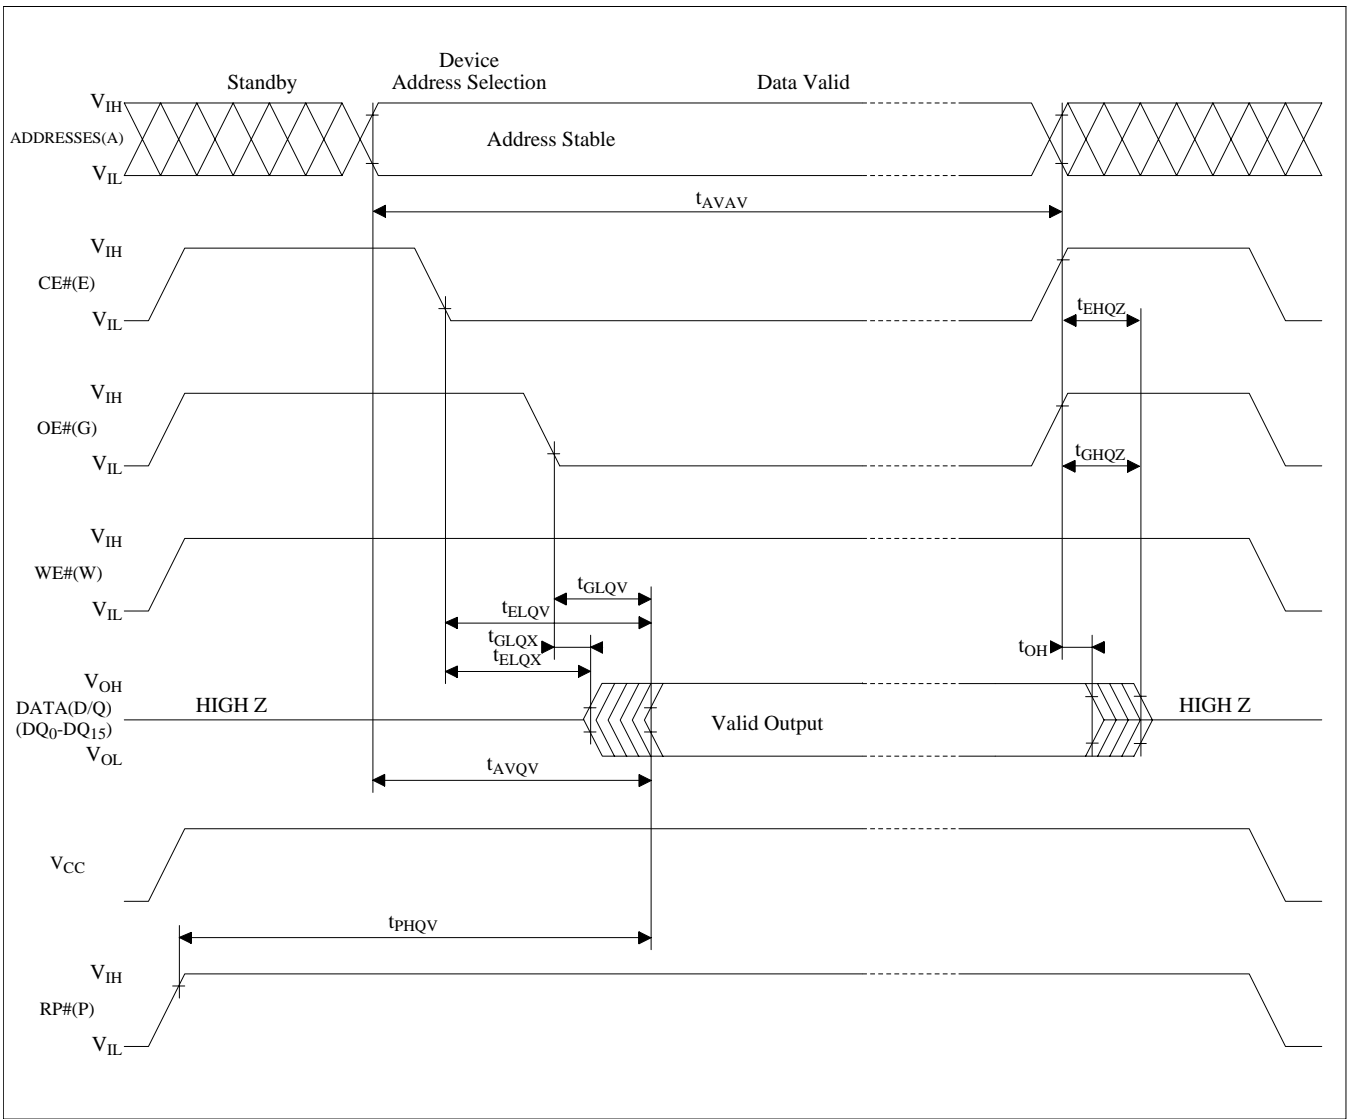 Device
Standby Address Selection Data Valid
VIH
ADDRESSES(A) Address Stable
VIL
tAVAV
VIH
CE#(E)
tEHQZ
VIL
VIH
OE#(G)
tGHQZ
VIL
VIH
WE#(W)
tGLQV
VIL
tELQV
tGLQX
tOH
tELQX
VOH
DATA(D/Q) HIGH Z Valid Output HIGH Z
(DQ0-DQ15)
VOL
tAVQV
VCC
tPHQV
VIH
RP#(P)
VIL